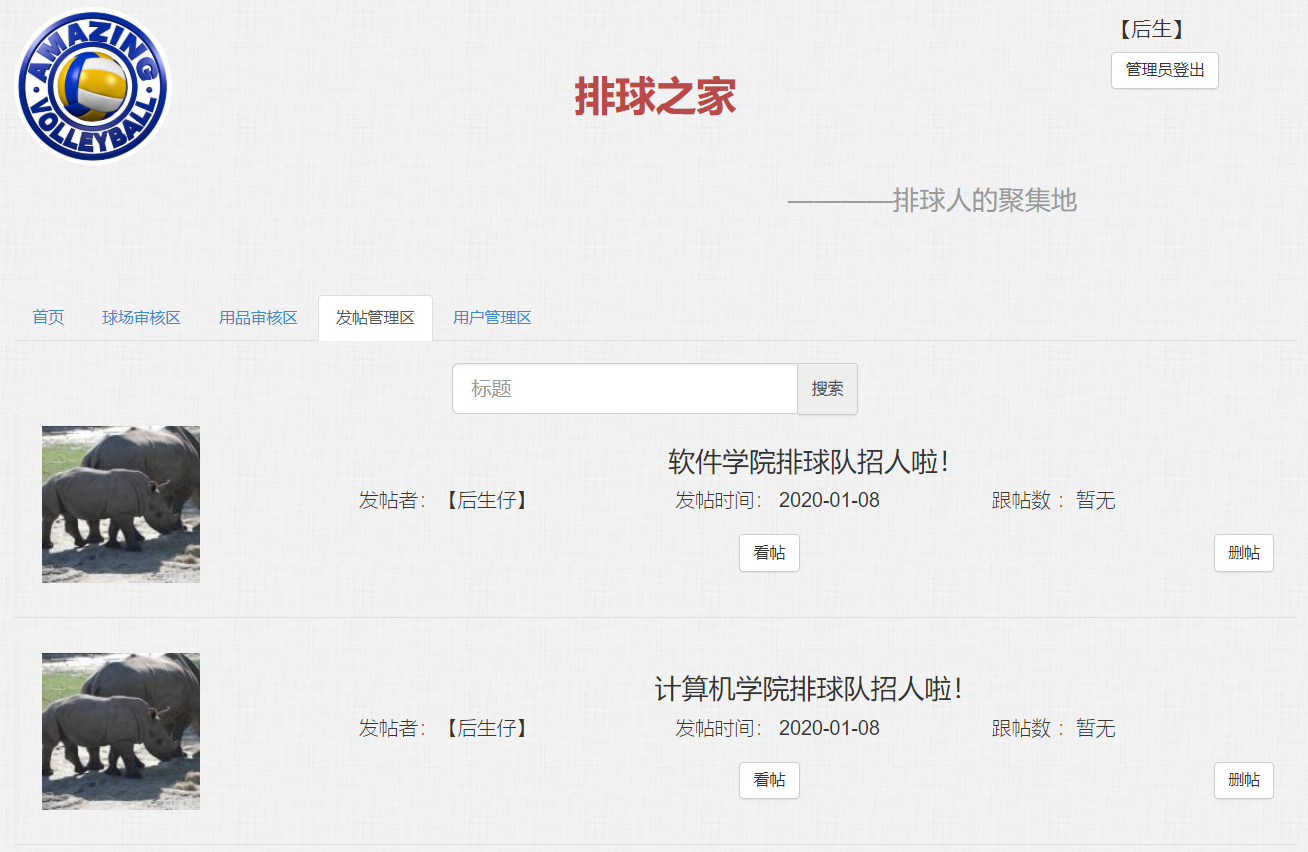 AMAZING
VOLLEYBALL
【后生】
管理员登出
排球之家
————排球人的聚集地
首页 球场审核区 用品审核区 发帖管理区 用户管理区
标题 搜索
软件学院排球队招人啦！
发帖者： 【后生仔】 发帖时间： 2020-01-08 跟帖数 ： 暂无
看帖 删帖
计算机学院排球队招人啦！
发帖者： 【后生仔】 发帖时间： 2020-01-08 跟帖数 ： 暂无
看帖 删帖